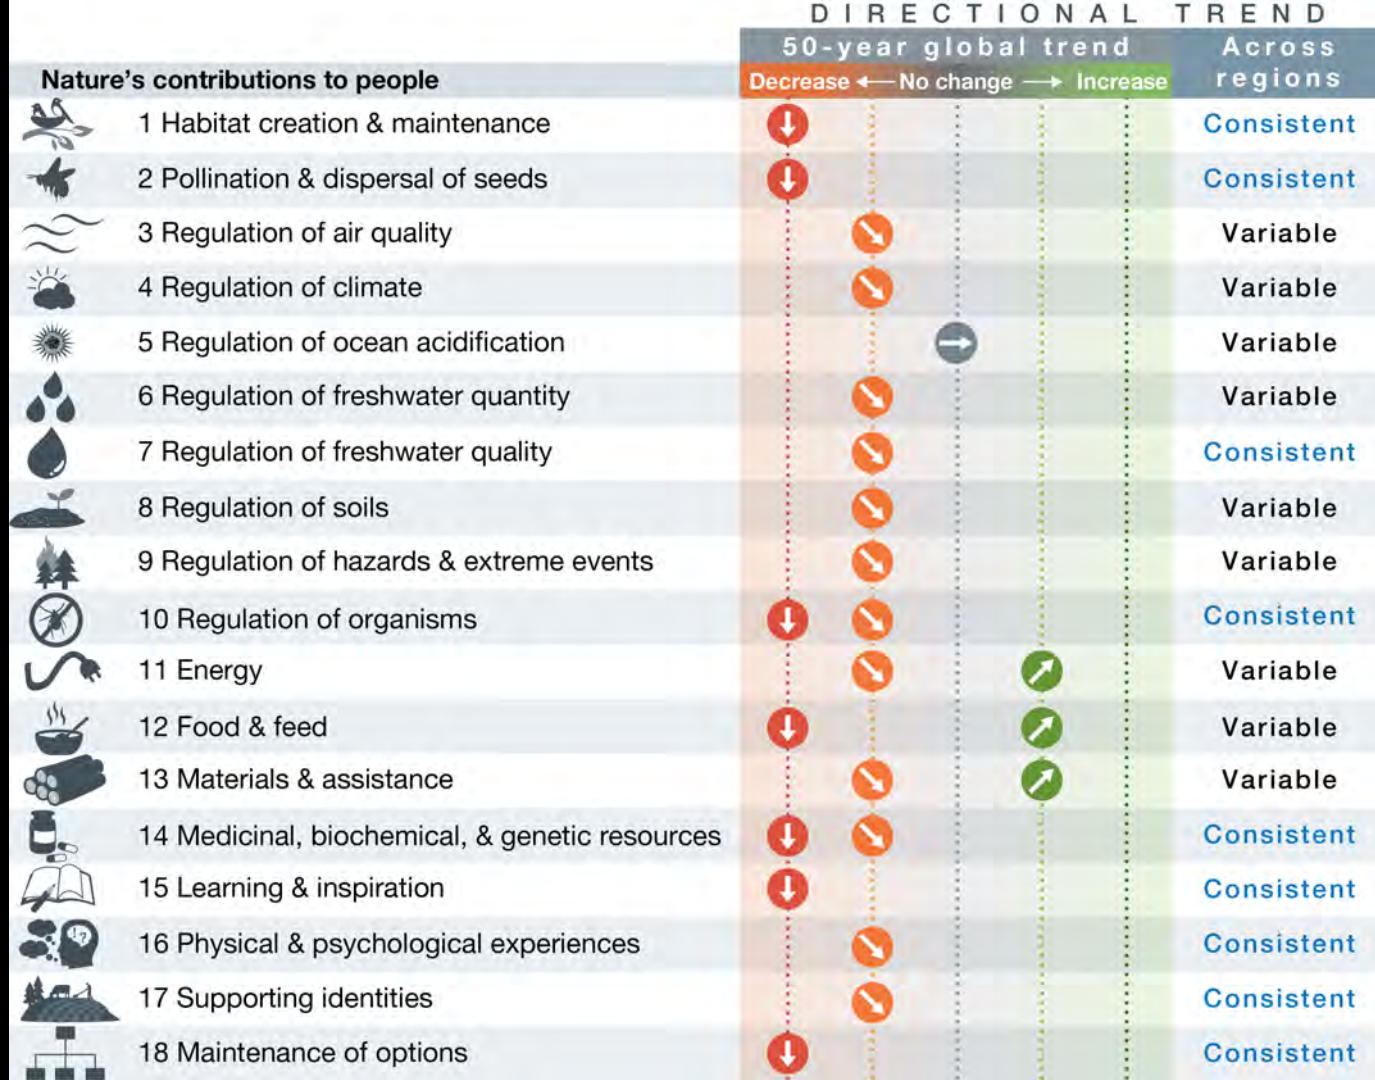 DIRECTIONAL TREND
50-year global trend
Across regions
Nature's contributions to people
Decrease ← No change → Increase
1 Habitat creation & maintenance Consistent
2 Pollination & dispersal of seeds Consistent
3 Regulation of air quality Variable
4 Regulation of climate Variable
5 Regulation of ocean acidification Variable
6 Regulation of freshwater quantity Variable
7 Regulation of freshwater quality Consistent
8 Regulation of soils Variable
9 Regulation of hazards & extreme events Variable
10 Regulation of organisms Consistent
11 Energy Variable
12 Food & feed Variable
13 Materials & assistance Variable
14 Medicinal, biochemical, & genetic resources Consistent
15 Learning & inspiration Consistent
16 Physical & psychological experiences Consistent
17 Supporting identities Consistent
18 Maintenance of options Consistent